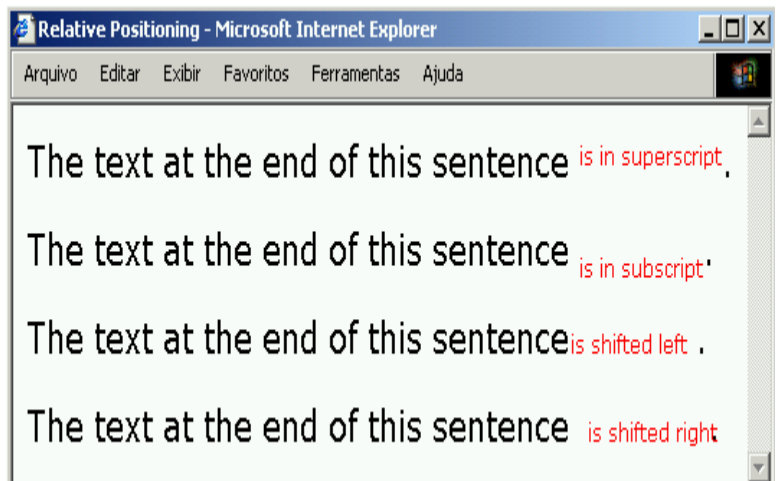 Relative Positioning - Microsoft Internet Explorer
Arquivo Editar Exibir Favoritos Ferramentas Ajuda
The text at the end of this sentence is in superscript.
The text at the end of this sentence is in subscript.
The text at the end of this sentence is shifted left .
The text at the end of this sentence is shifted right.